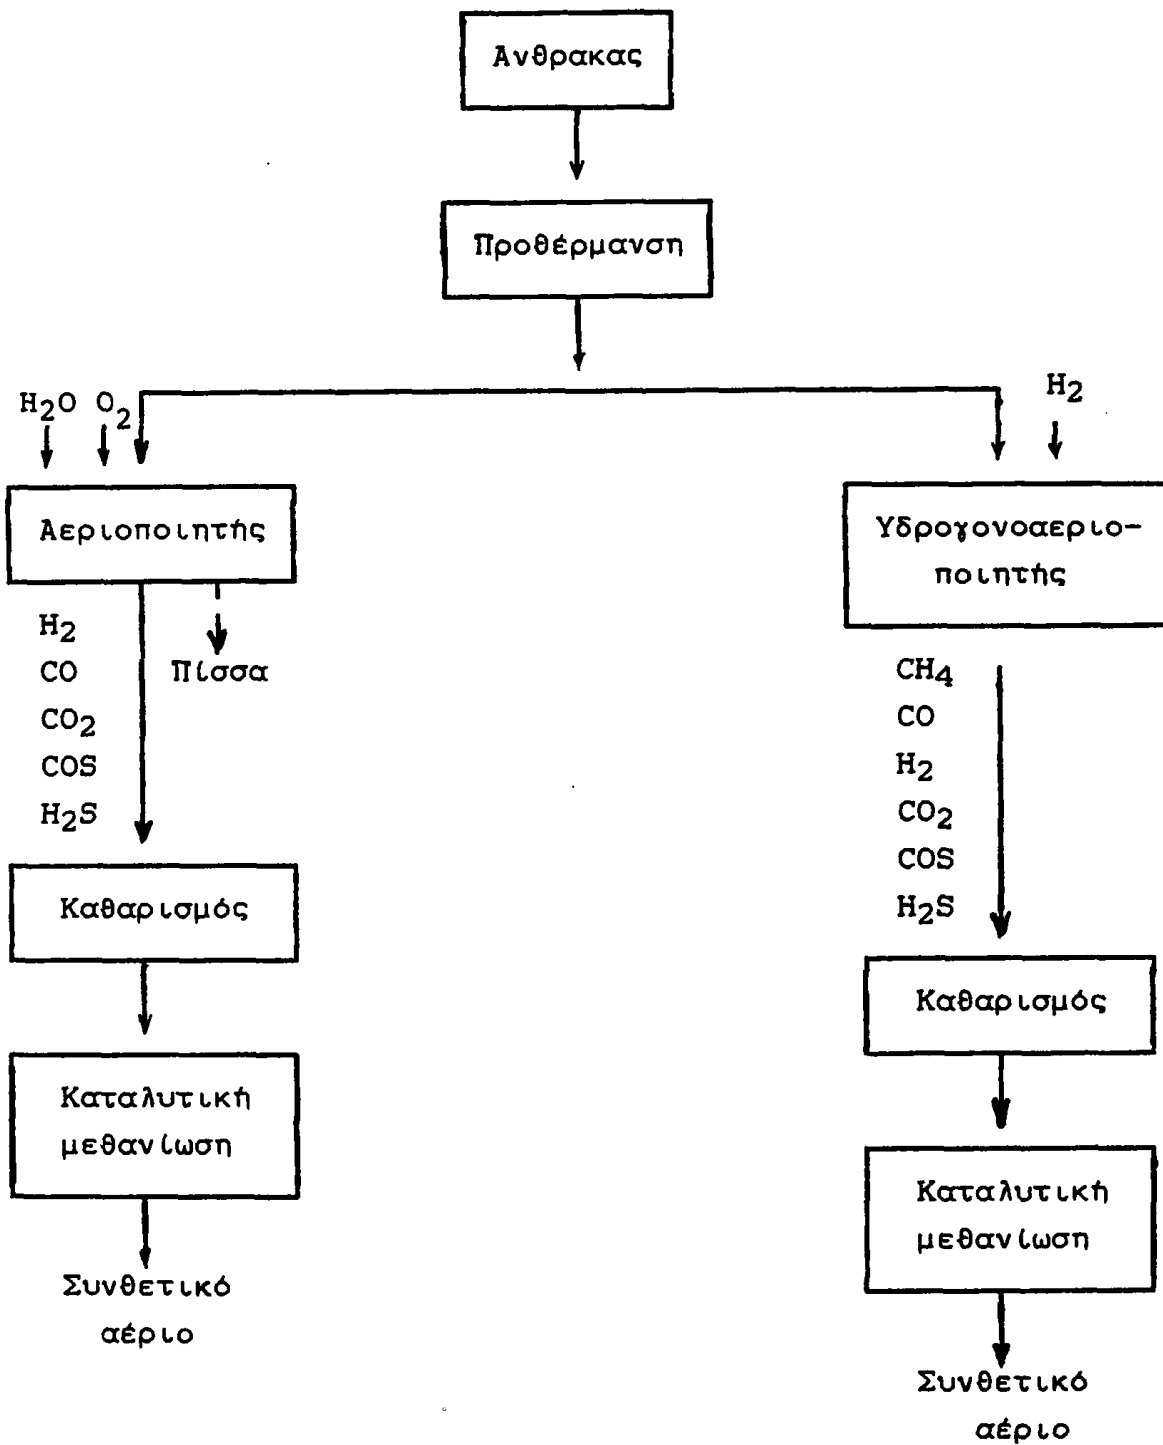 Ανθρακας
Προθέρμανση
H2O O2
Αεριοποιητής
H2
CO
CO2
COS
H2S
Πίσσα
Καθαρισμός
Καταλυτική
μεθανίωση
Συνθετικό
αέριο
H2
Υδρογονοαεριο-
ποιητής
CH4
CO
H2
CO2
COS
H2S
Καθαρισμός
Καταλυτική
μεθανίωση
Συνθετικό
αέριο